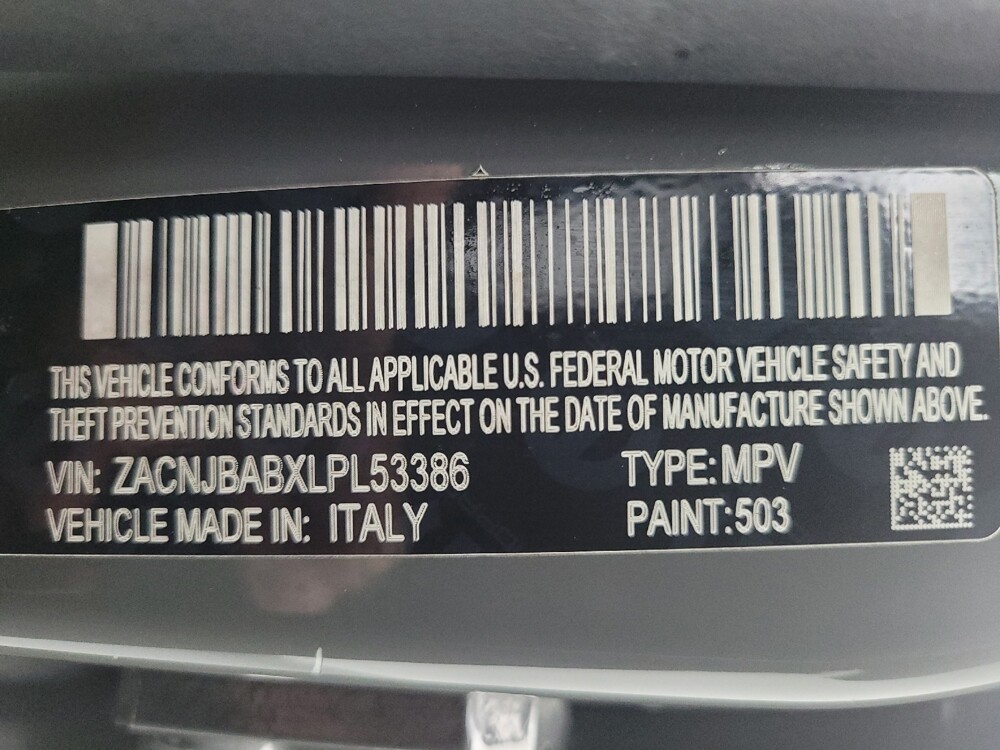 THIS VEHICLE CONFORMS TO ALL APPLICABLE U.S. FEDERAL MOTOR VEHICLE SAFETY AND
THEFT PREVENTION STANDARDS IN EFFECT ON THE DATE OF MANUFACTURE SHOWN ABOVE.
VIN: ZACNJBABXLPL53386 TYPE: MPV
VEHICLE MADE IN: ITALY PAINT: 503